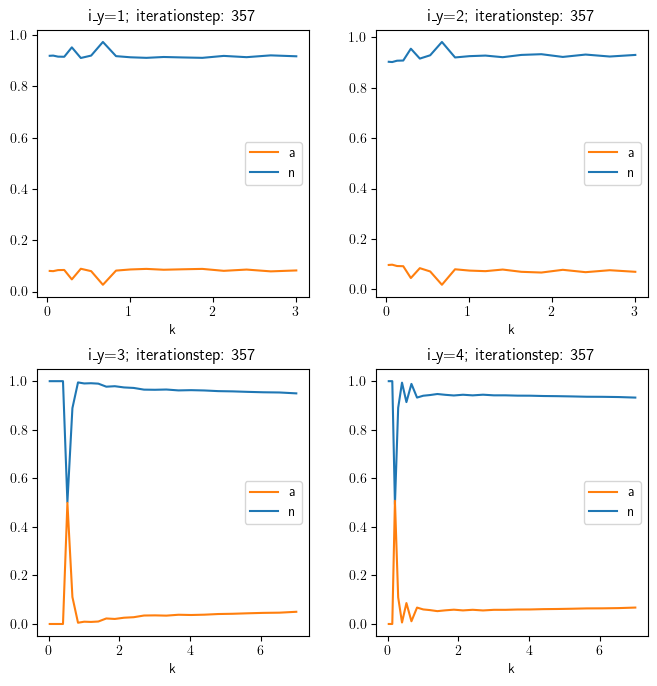 i_y=1; iterationstep: 357
1.0
0.8
0.6
0.4
0.2
0.0
a
n
0 1 2 3
k
i_y=2; iterationstep: 357
1.0
0.8
0.6
0.4
0.2
0.0
a
n
0 1 2 3
k
i_y=3; iterationstep: 357
1.0
0.8
0.6
0.4
0.2
0.0
a
n
0 2 4 6
k
i_y=4; iterationstep: 357
1.0
0.8
0.6
0.4
0.2
0.0
a
n
0 2 4 6
k